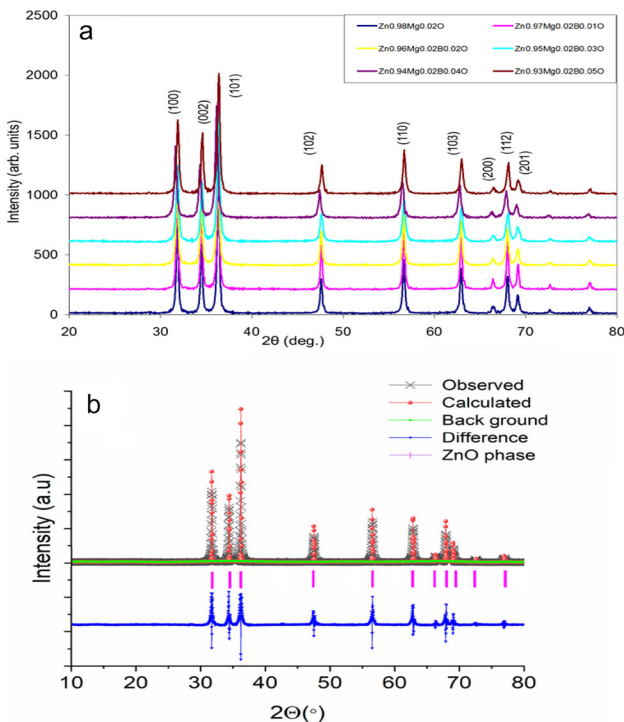 a
Zn0.98Mg0.02O Zn0.97Mg0.02B0.01O
Zn0.96Mg0.02B0.02O Zn0.95Mg0.02B0.03O
Zn0.94Mg0.02B0.04O Zn0.93Mg0.02B0.05O
2500
2000
1500
1000
500
0
Intensity (arb. units)
(100)
(002)
(101)
(102)
(110)
(103)
(200)
(112)
(201)
20 30 40 50 60 70 80
2θ (deg.)
b
Observed
Calculated
Back ground
Difference
ZnO phase
Intensity (a.u)
10 20 30 40 50 60 70 80
2Θ(○)